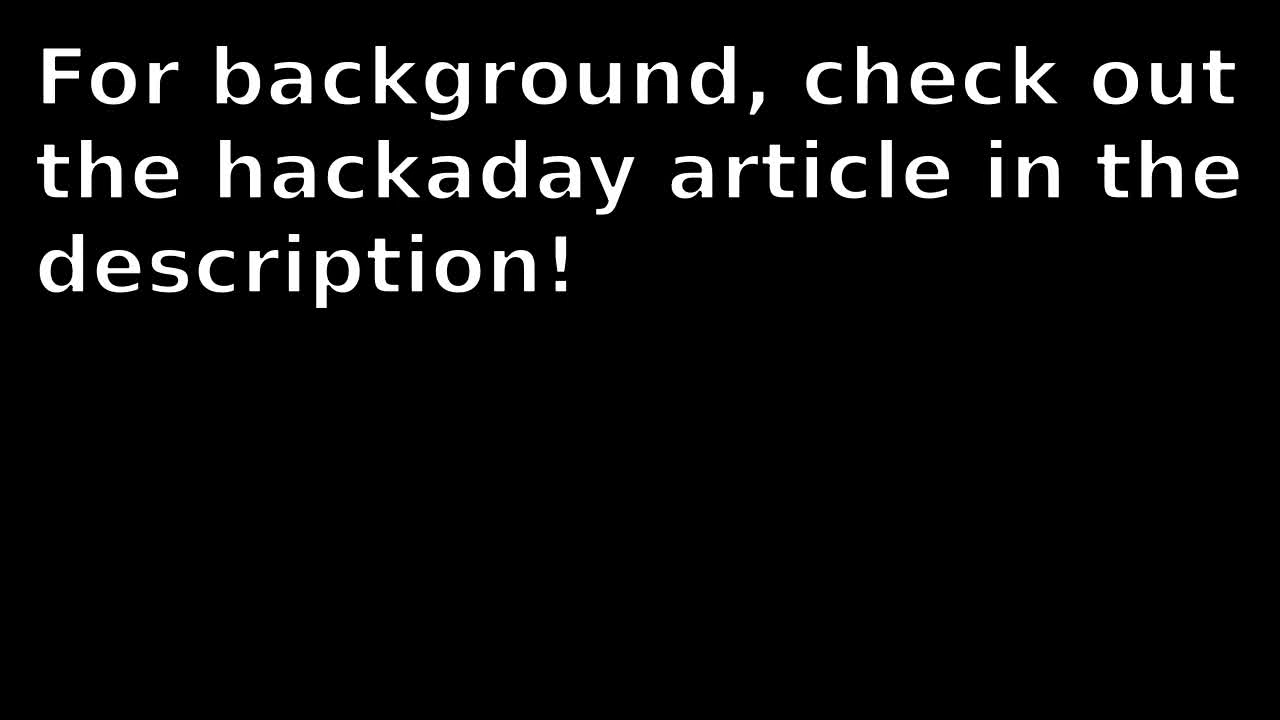 For background, check out
the hackaday article in the
description!